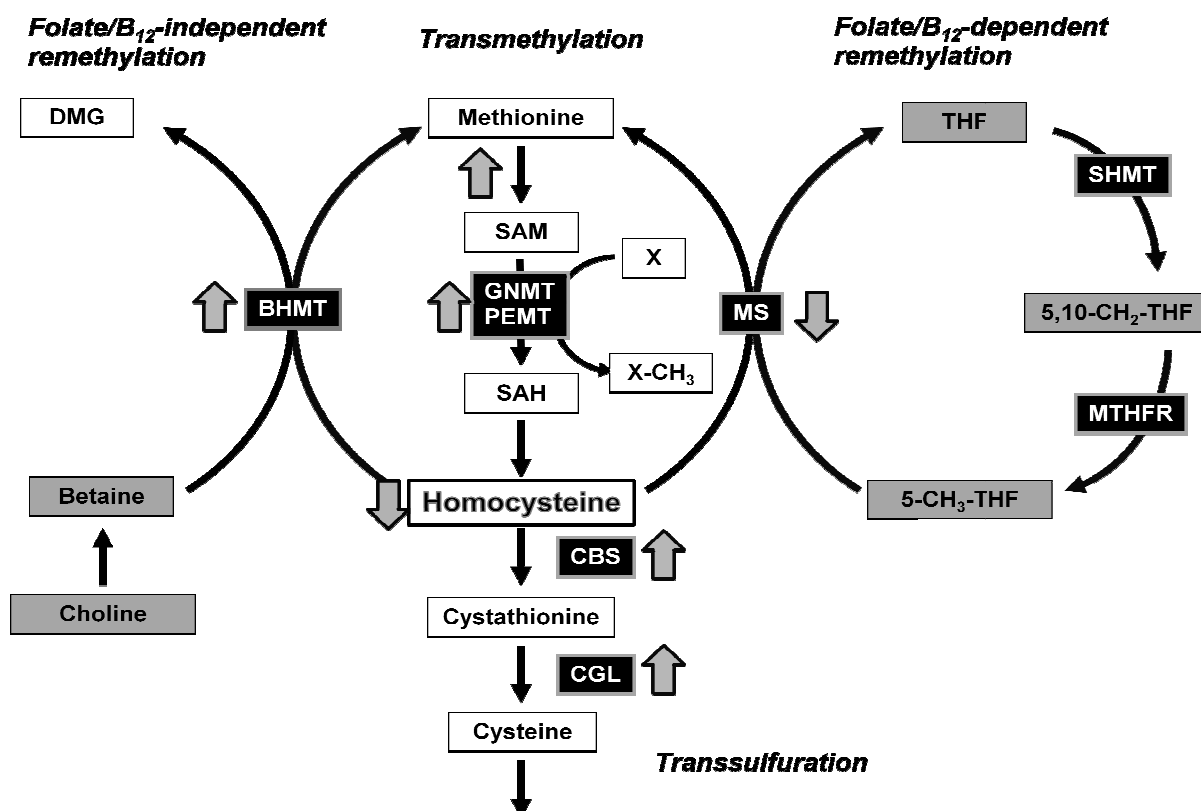 Folate/B₁₂-independent
remethylation
Transmethylation
Folate/B₁₂-dependent
remethylation
DMG
Methionine
THF
SHMT
SAM
X
BHMT
GNMT
PEMT
MS
5,10-CH₂-THF
X-CH₃
SAH
MTHFR
Betaine
Homocysteine
5-CH₃-THF
CBS
Choline
Cystathionine
CGL
Cysteine
Transsulfuration